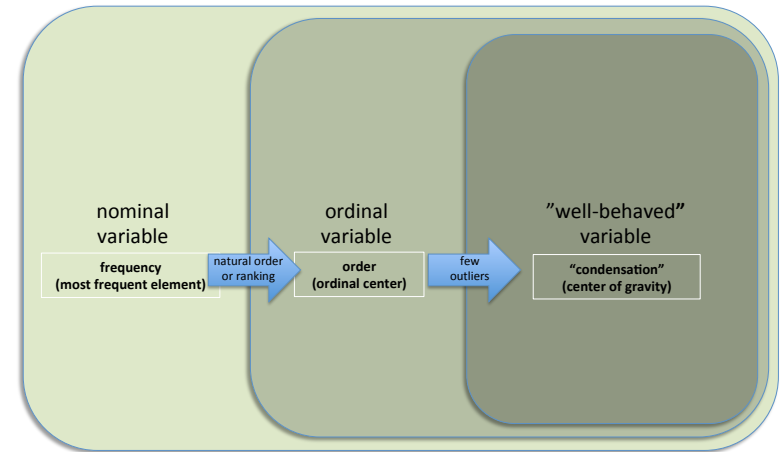 nominal
variable
frequency
(most frequent element)
natural order
or ranking
ordinal
variable
order
(ordinal center)
few
outliers
”well-behaved”
variable
“condensation”
(center of gravity)